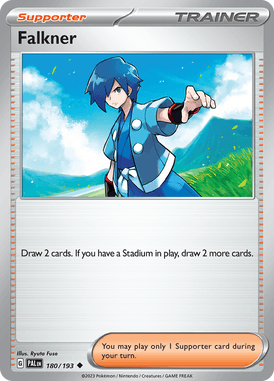 Supporter
TRAINER
Falkner
Draw 2 cards. If you have a Stadium in play, draw 2 more cards.
Illus. Ryuta Fuse
You may play only 1 Supporter card during
your turn.
G PAL EN 180/193 ◆
©2023 Pokémon / Nintendo / Creatures / GAME FREAK